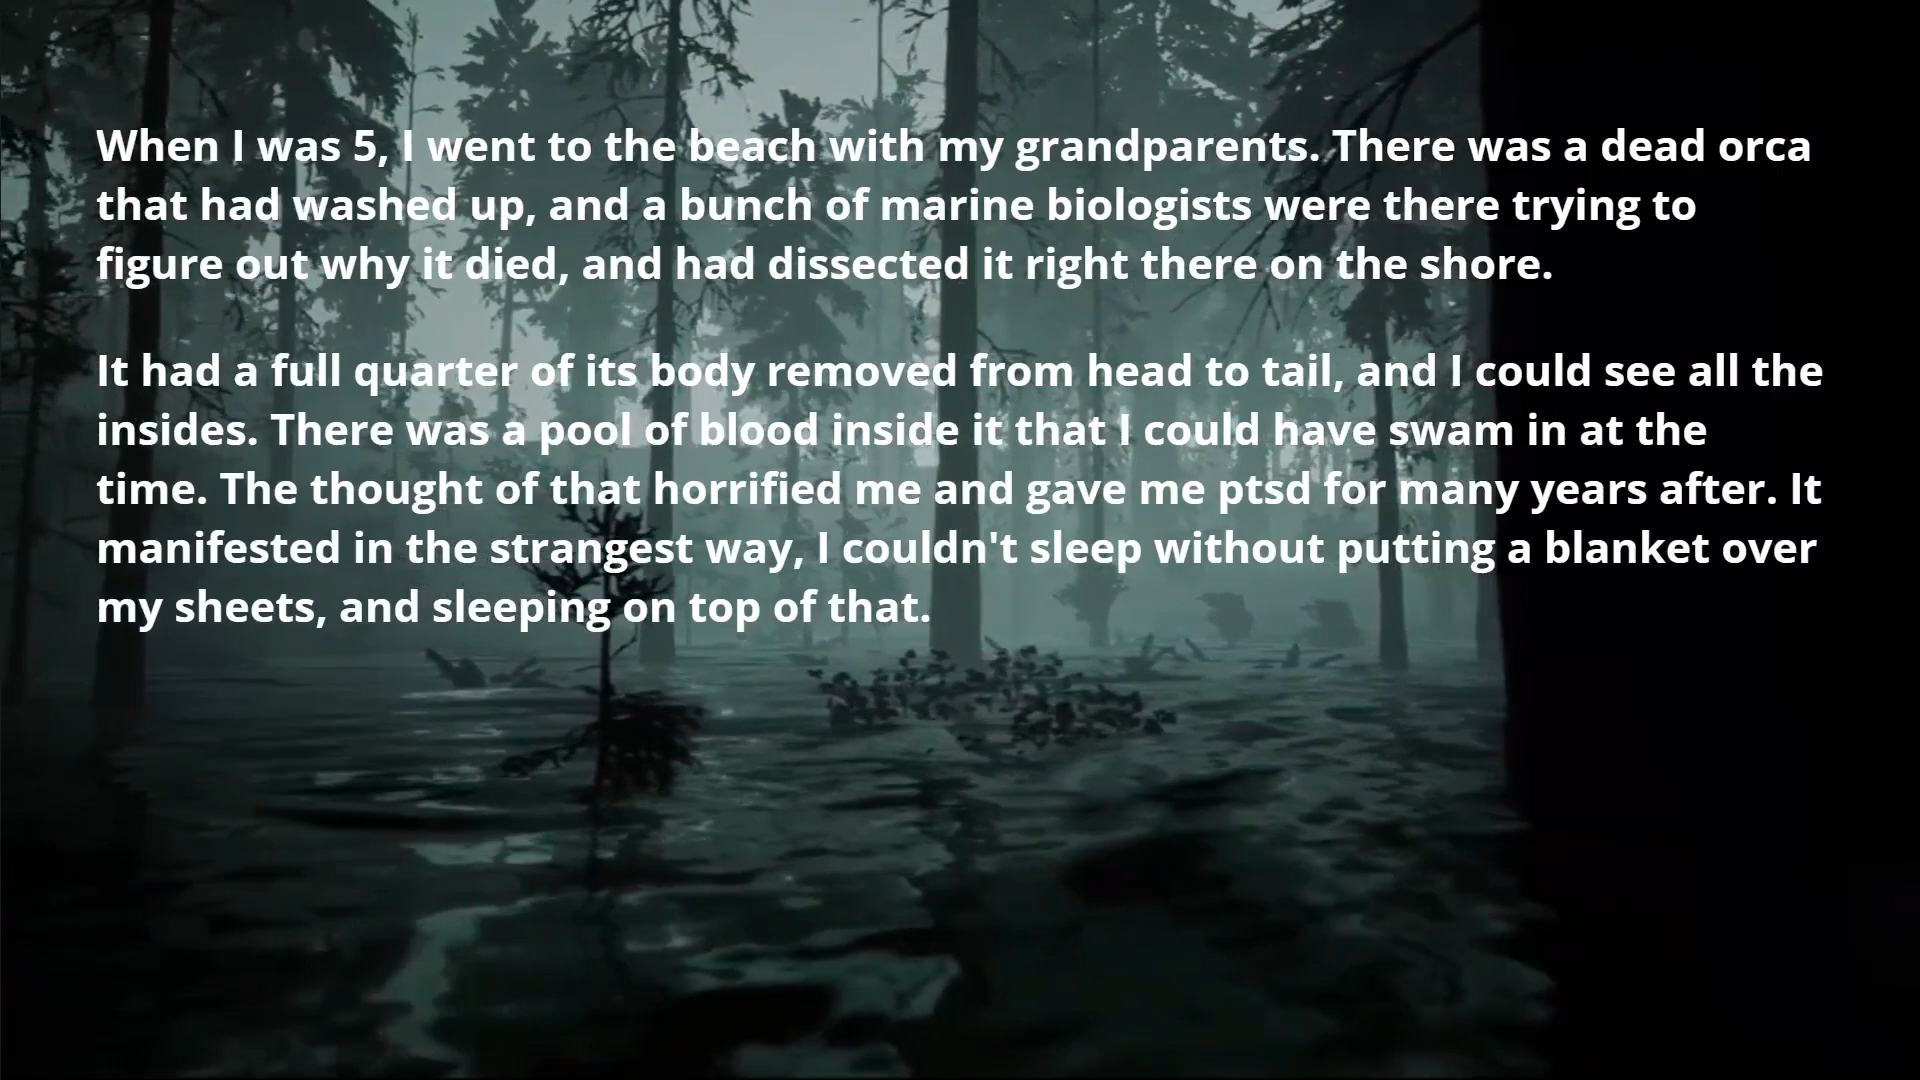 When I was 5, I went to the beach with my grandparents. There was a dead orca
that had washed up, and a bunch of marine biologists were there trying to
figure out why it died, and had dissected it right there on the shore.
It had a full quarter of its body removed from head to tail, and I could see all the
insides. There was a pool of blood inside it that I could have swam in at the
time. The thought of that horrified me and gave me ptsd for many years after. It
manifested in the strangest way, I couldn't sleep without putting a blanket over
my sheets, and sleeping on top of that.